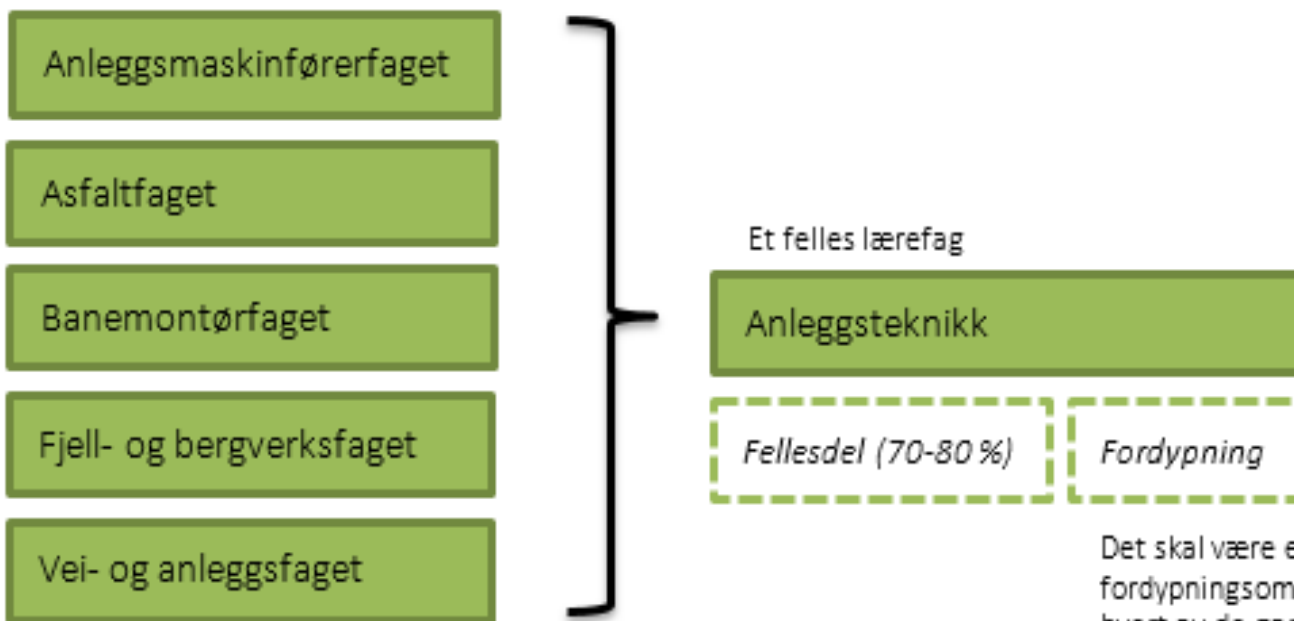 Anleggsmaskinførerfaget
Asfaltfaget
Banemontørfaget
Fjell- og bergverksfaget
Vei- og anleggsfaget
Et felles lærefag
Anleggsteknikk
Fellesdel (70-80 %)
Fordypning
Det skal være
fordypningsom